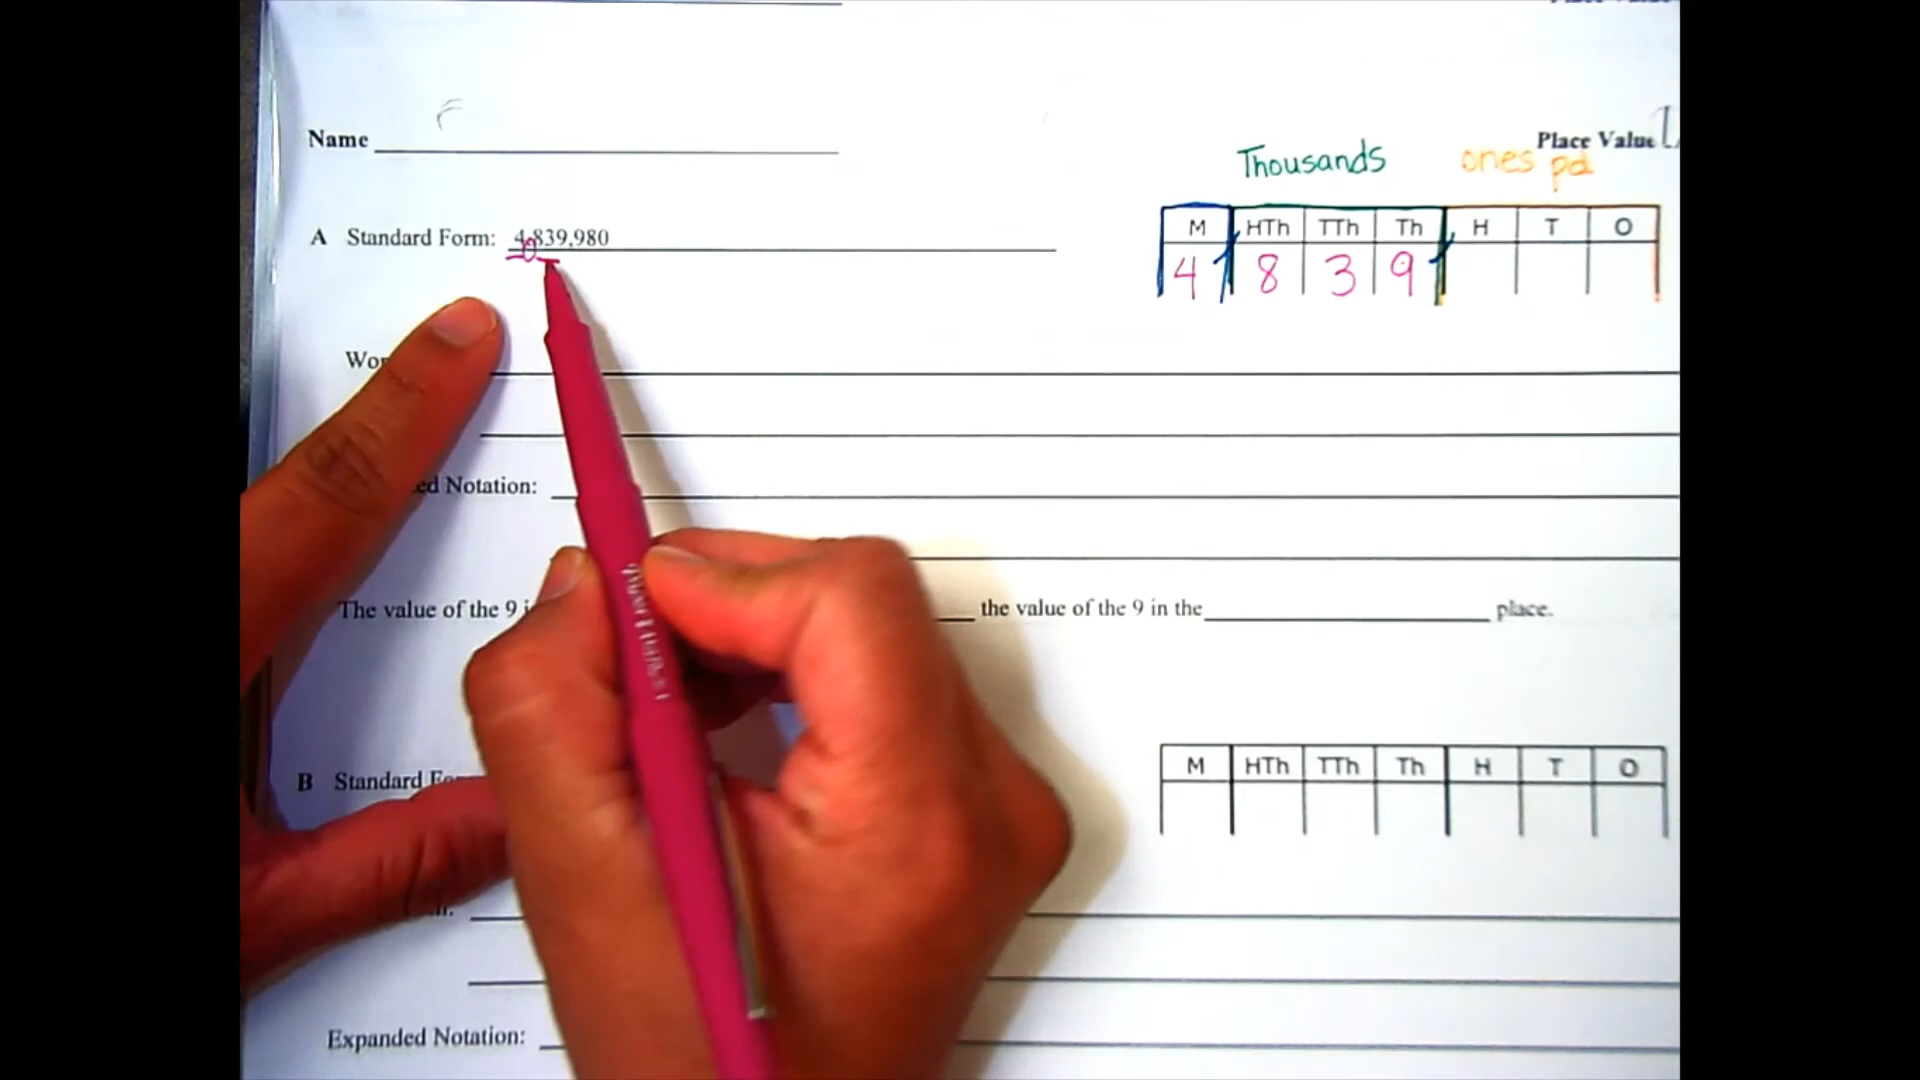 Name
Place Value
Thousands ones pd
A Standard Form: 4,839,980
M HTh TTh Th H T O
4 , 8 3 9 ,
ed Notation:
The value of the 9 the value of the 9 in the place.
B Standard
M HTh TTh Th H T O
Expanded Notation: